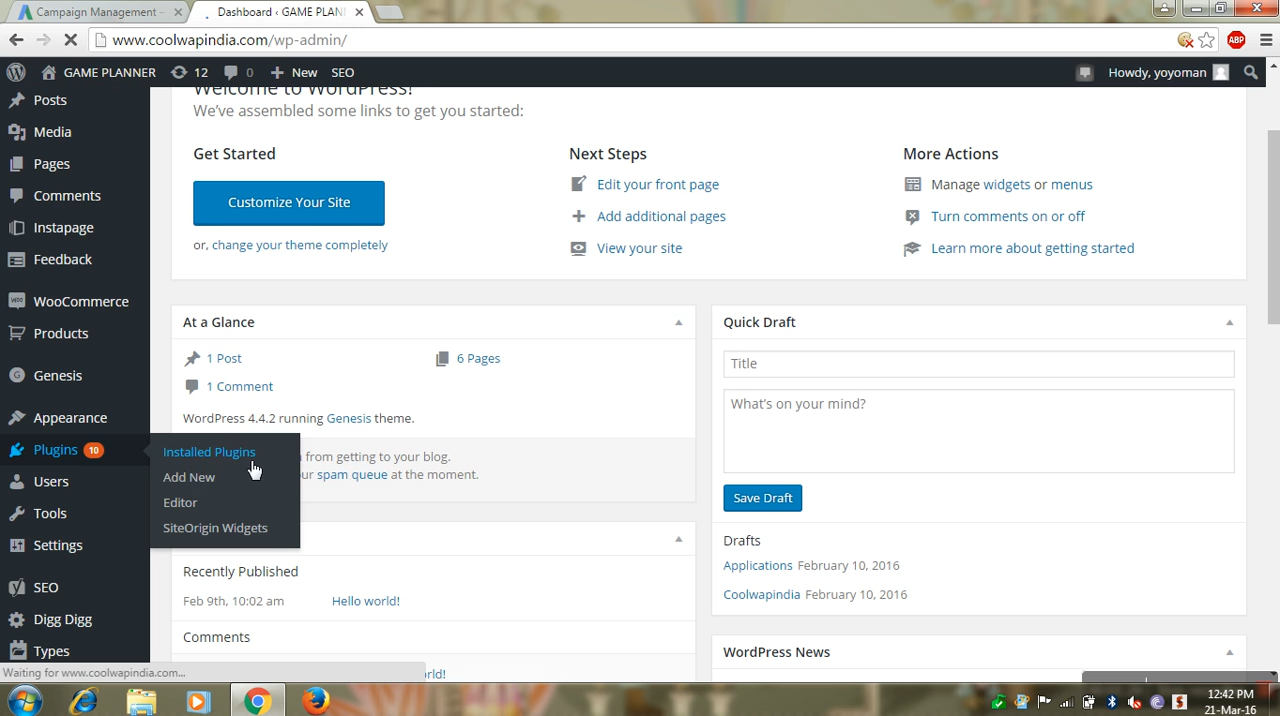 Campaign Management –
Dashboard ‹ GAME PLANN
www.coolwapindia.com/wp-admin/
ABP
GAME PLANNER 12 0 New SEO
Howdy, yoyoman
Posts
Media
Pages
Comments
Instapage
Feedback
WooCommerce
Products
Genesis
Appearance
Plugins 10
Users
Tools
Settings
SEO
Digg Digg
Types
Installed Plugins
Add New
Editor
SiteOrigin Widgets
Welcome to WordPress!
We've assembled some links to get you started:
Get Started
Customize Your Site
or, change your theme completely
Next Steps
Edit your front page
Add additional pages
View your site
More Actions
Manage widgets or menus
Turn comments on or off
Learn more about getting started
At a Glance
1 Post
6 Pages
1 Comment
WordPress 4.4.2 running Genesis theme.
from getting to your blog.
ur spam queue at the moment.
Recently Published
Feb 9th, 10:02 am Hello world!
Comments
rld!
Quick Draft
Title
What's on your mind?
Save Draft
Drafts
Applications February 10, 2016
Coolwapindia February 10, 2016
WordPress News
Waiting for www.coolwapindia.com...
12:42 PM
21-Mar-16